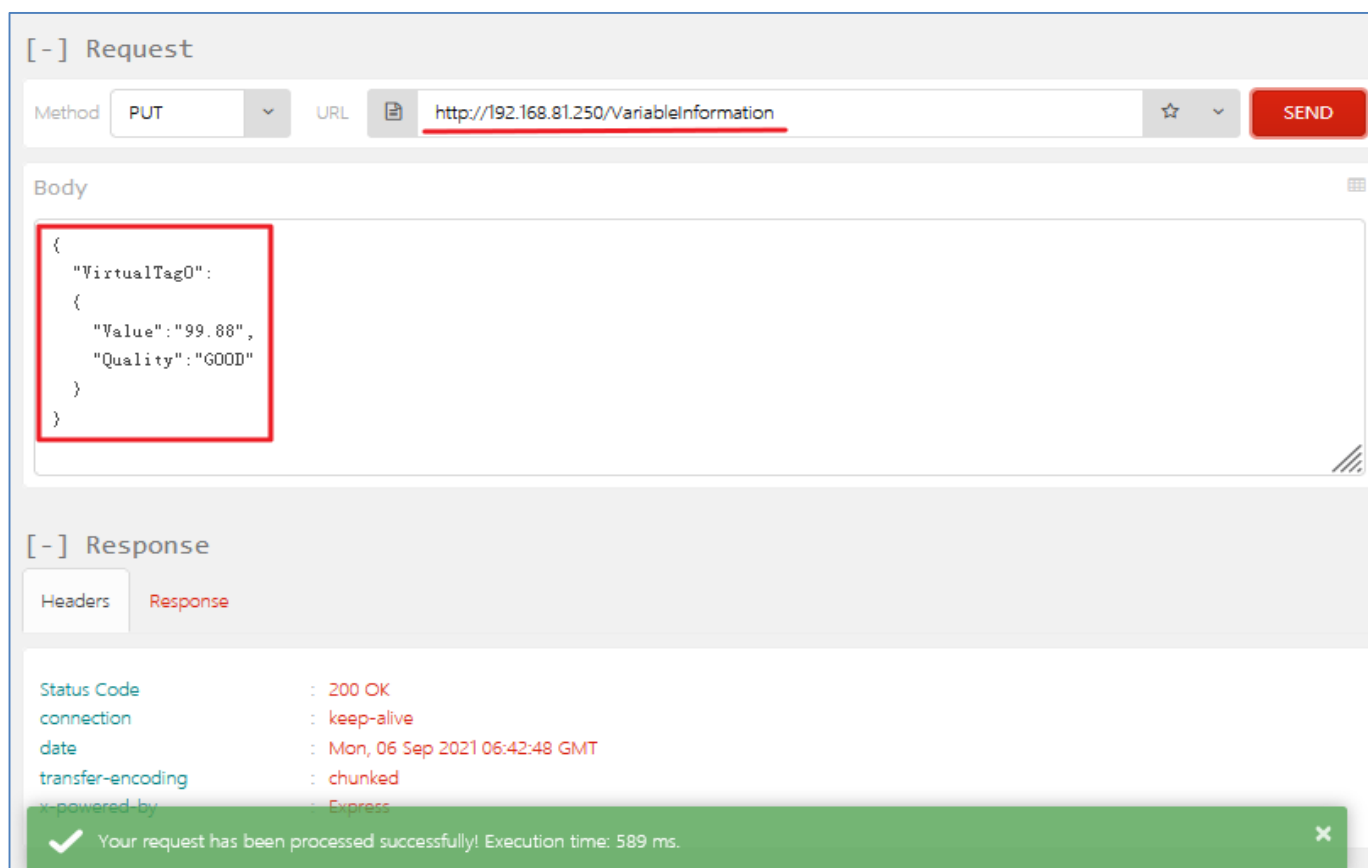 [-] Request
Method PUT URL http://192.168.81.250/VariableInformation SEND
Body
{
"VirtualTag0":
{
"Value":"99.88",
"Quality":"GOOD"
}
}
[-] Response
Headers Response
Status Code : 200 OK
connection : keep-alive
date : Mon, 06 Sep 2021 06:42:48 GMT
transfer-encoding : chunked
x-powered-by : Express
Your request has been processed successfully! Execution time: 589 ms.